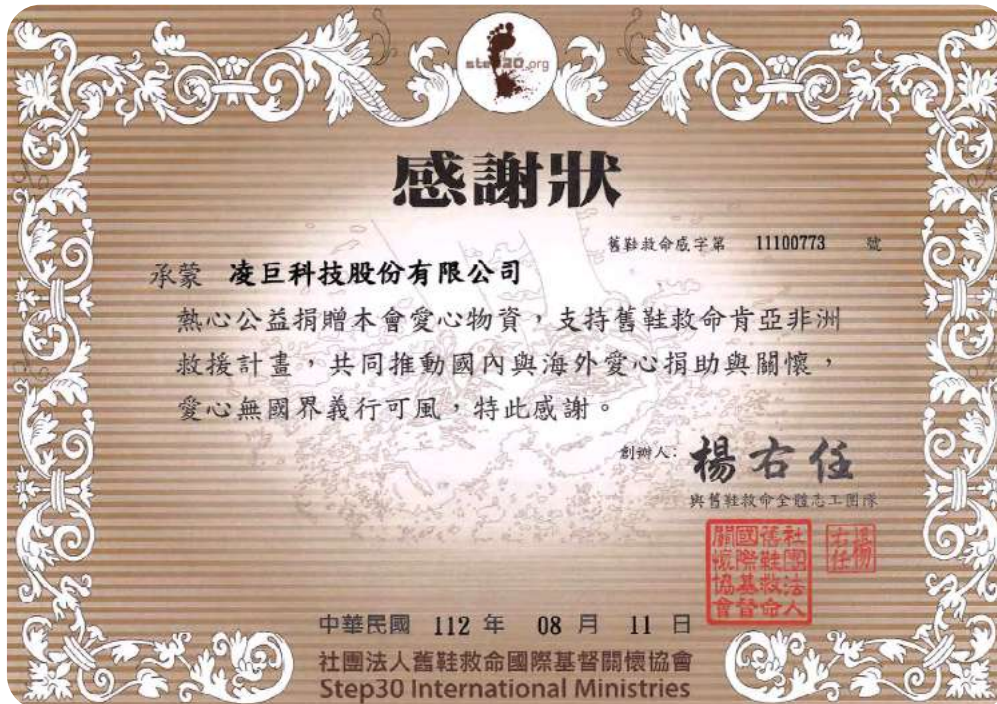 step30.org
感謝狀
舊鞋救命感字第 11100773 號
承蒙 凌巨科技股份有限公司
熱心公益捐贈本會愛心物資，支持舊鞋救命肯亞非洲
救援計畫，共同推動國內與海外愛心捐助與關懷，
愛心無國界義行可風，特此感謝。
創辦人: 楊右任
與舊鞋救命全體志工團隊
社團法人
舊鞋救命
國際基督
關懷協會
楊
右任
中華民國 112 年 08 月 11 日
社團法人舊鞋救命國際基督關懷協會
Step30 International Ministries